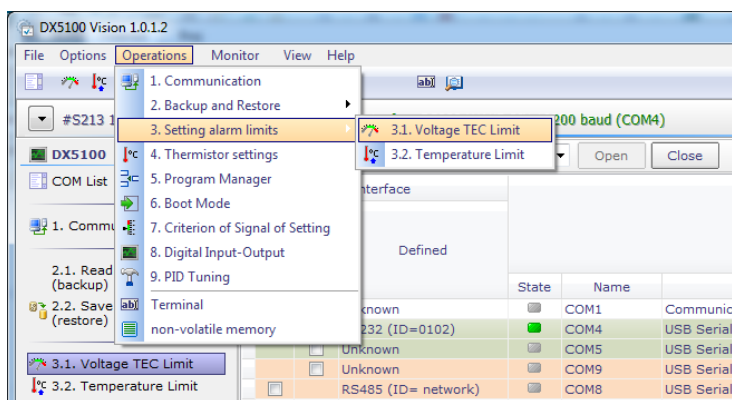 DX5100 Vision 1.0.1.2
File Options Operations Monitor View Help
1. Communication
2. Backup and Restore
3. Setting alarm limits
4. Thermistor settings
5. Program Manager
6. Boot Mode
7. Criterion of Signal of Setting
8. Digital Input-Output
9. PID Tuning
Terminal
non-volatile memory
3.1. Voltage TEC Limit
3.2. Temperature Limit
#S213 1
200 baud (COM4)
DX5100
Open Close
COM List
terface
1. Commu
Defined
2.1. Read
(backup)
State Name
2.2. Save
(restore)
known COM1 Communic
232 (ID=0102) COM4 USB Serial
Unknown COM5 USB Serial
3.1. Voltage TEC Limit
Unknown COM9 USB Serial
3.2. Temperature Limit
RS485 (ID= network) COM8 USB Serial